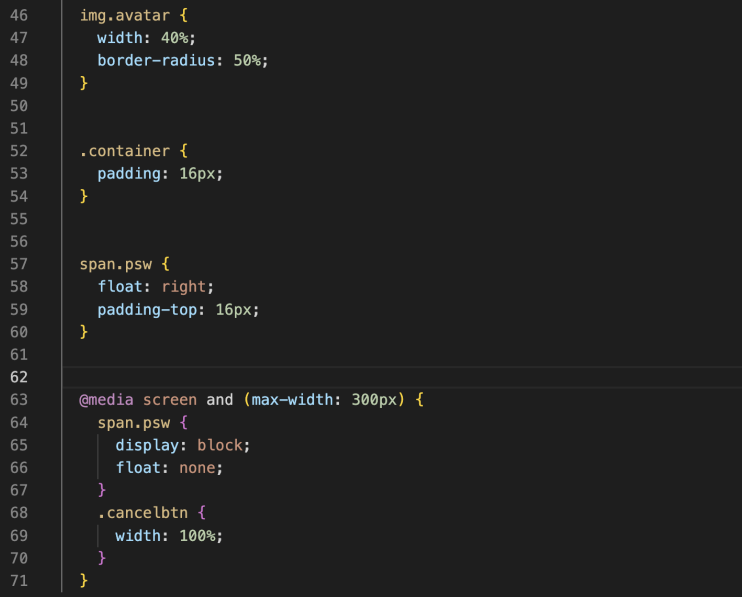 46 img.avatar {
47 width: 40%;
48 border-radius: 50%;
49 }
50
51
52 .container {
53 padding: 16px;
54 }
55
56
57 span.psw {
58 float: right;
59 padding-top: 16px;
60 }
61
62
63 @media screen and (max-width: 300px) {
64 span.psw {
65 display: block;
66 float: none;
67 }
68 .cancelbtn {
69 width: 100%;
70 }
71 }